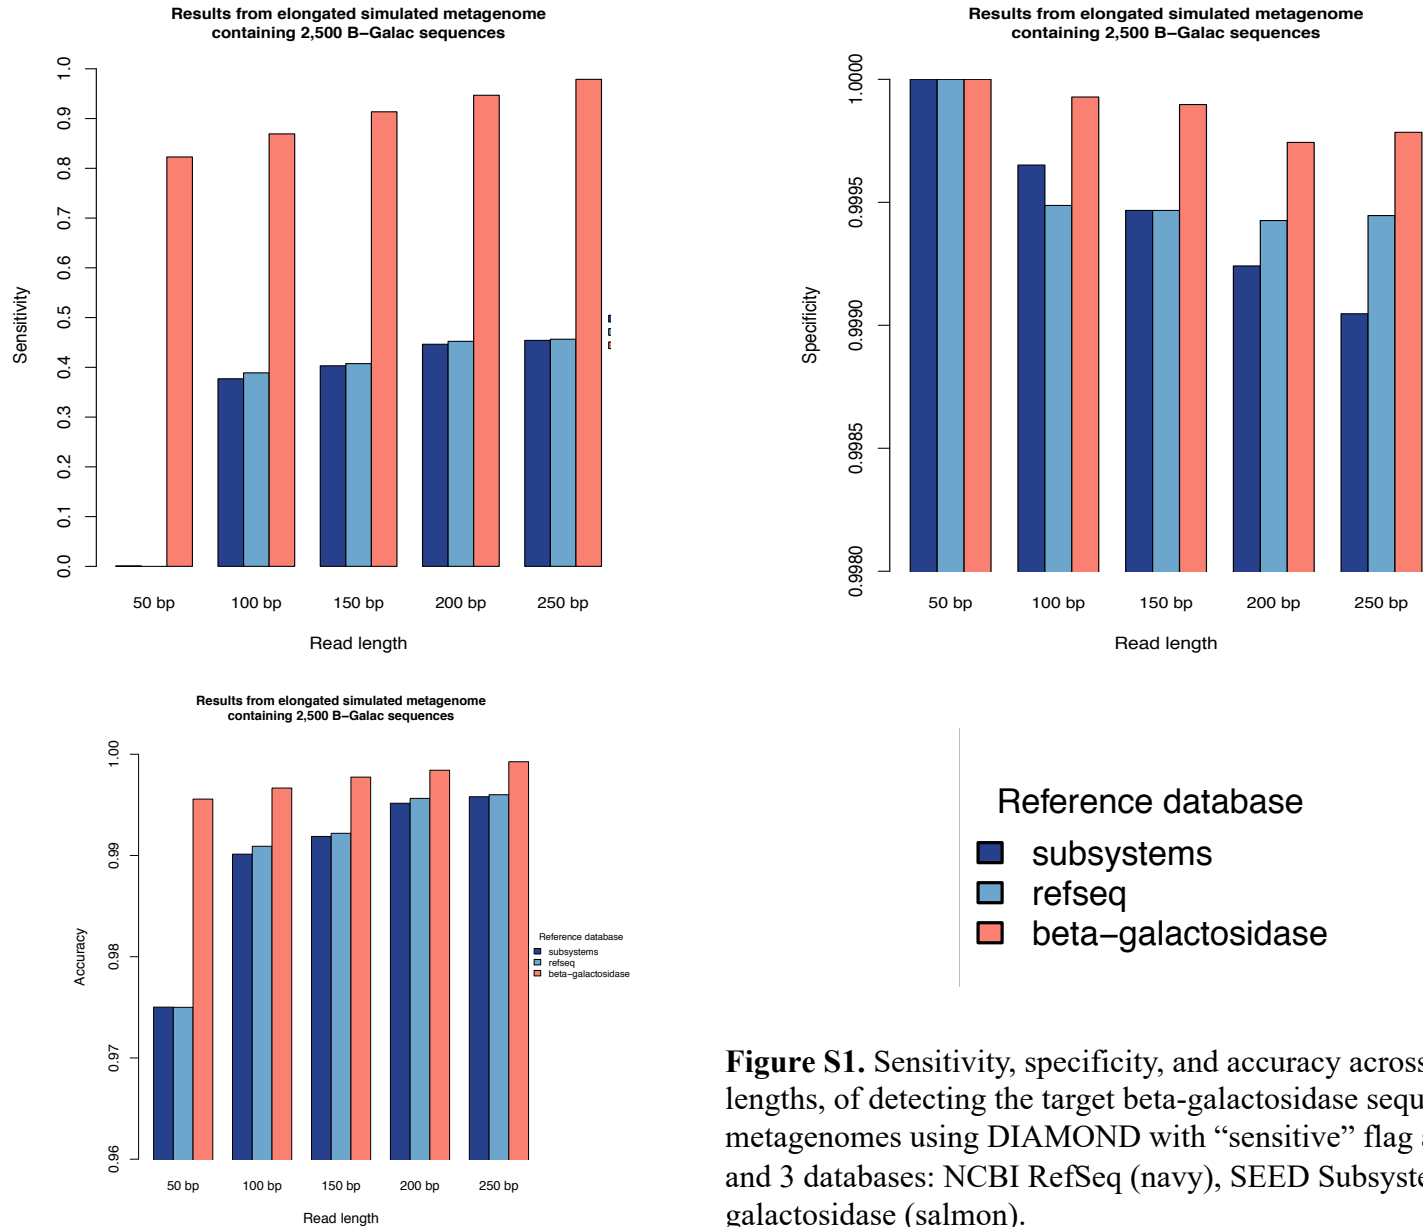 Results from elongated simulated metagenome
containing 2,500 B−Galac sequences
Sensitivity
1.0
0.9
0.8
0.7
0.6
0.5
0.4
0.3
0.2
0.1
0.0
50 bp 100 bp 150 bp 200 bp 250 bp
Read length
Results from elongated simulated metagenome
containing 2,500 B−Galac sequences
Specificity
1.0000
0.9995
0.9990
0.9985
0.9980
50 bp 100 bp 150 bp 200 bp 250 bp
Read length
Results from elongated simulated metagenome
containing 2,500 B−Galac sequences
Accuracy
1.00
0.99
0.98
0.97
0.96
50 bp 100 bp 150 bp 200 bp 250 bp
Read length
Reference database
subsystems
refseq
beta−galactosidase
Reference database
subsystems
refseq
beta−galactosidase
Figure S1. Sensitivity, specificity, and accuracy across
lengths, of detecting the target beta-galactosidase sequ
metagenomes using DIAMOND with “sensitive” flag
and 3 databases: NCBI RefSeq (navy), SEED Subsyste
galactosidase (salmon).